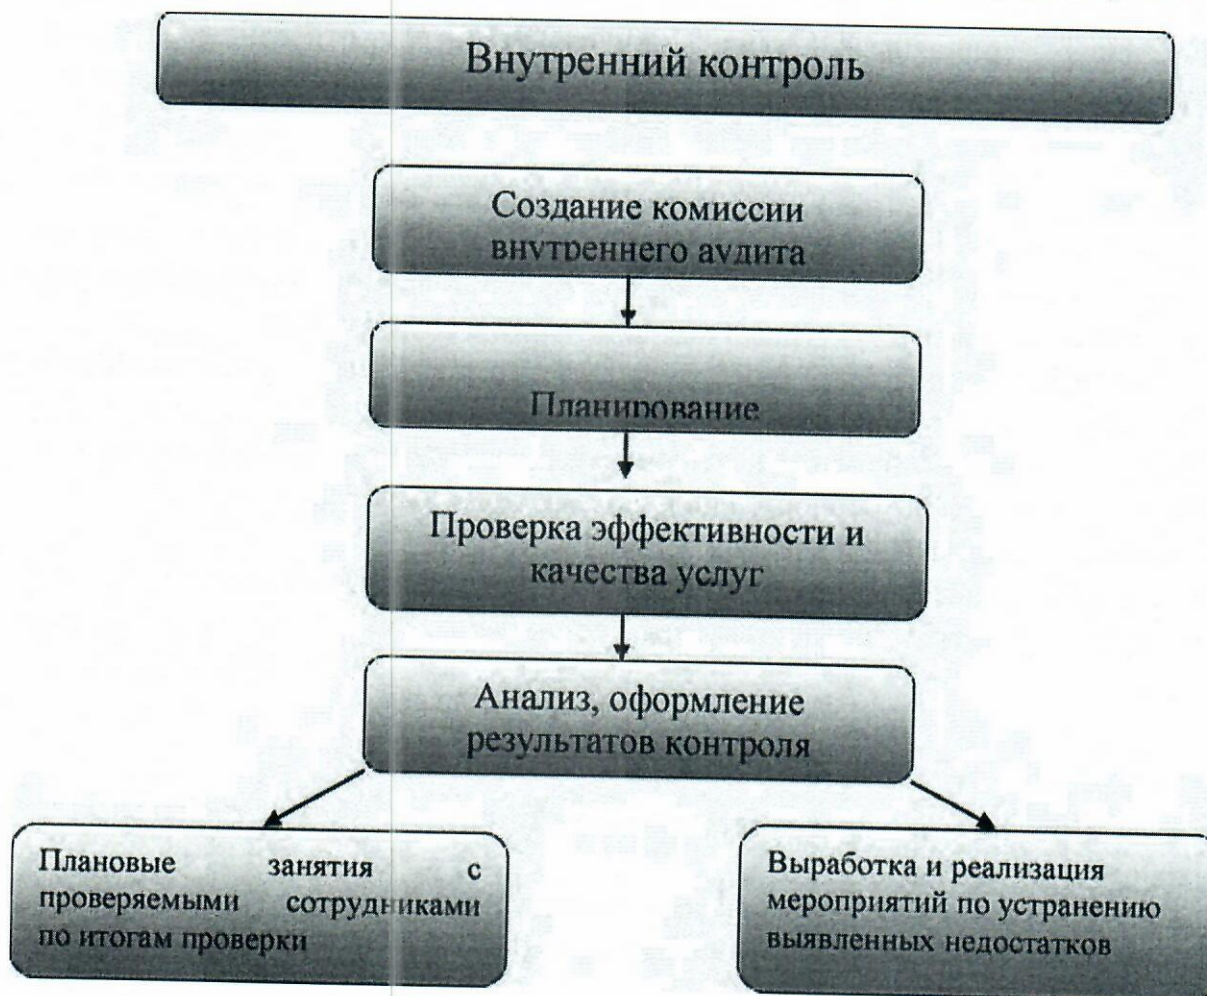 Внутренний контроль
Создание комиссии
внутреннего аудита
Планирование
Проверка эффективности и
качества услуг
Анализ, оформление
результатов контроля
Плановые занятия с
проверяемыми сотрудниками
по итогам проверки
Выработка и реализация
мероприятий по устранению
выявленных недостатков